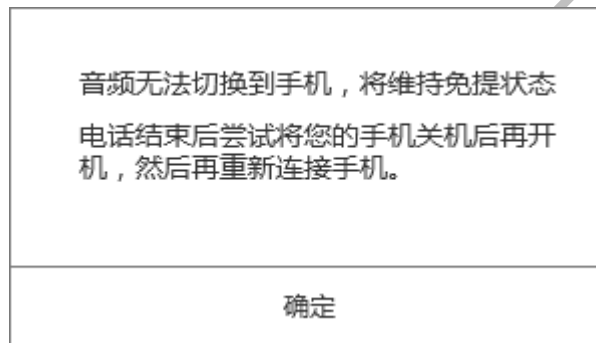 音频无法切换到手机，将维持免提状态
电话结束后尝试将您的手机关机后再开
机，然后再重新连接手机。
确定